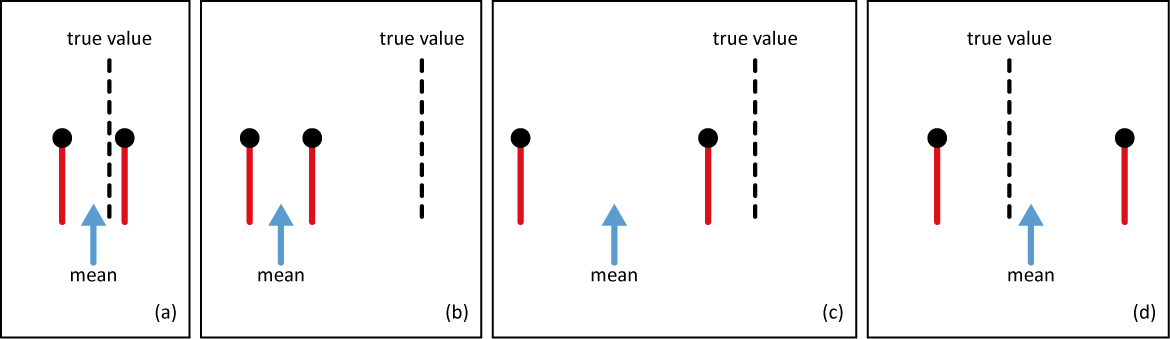 true value
mean
(a)
true value
mean
(b)
true value
mean
(c)
true value
mean
(d)